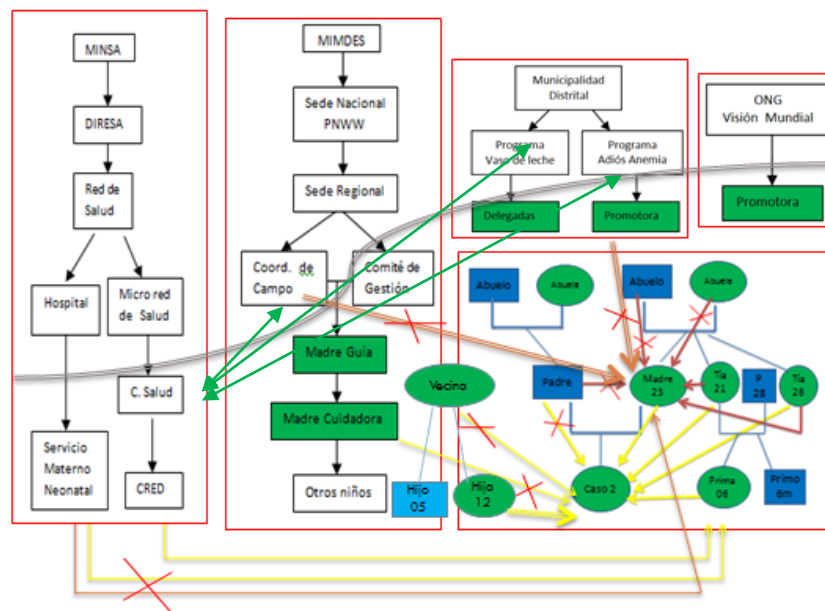 MINSA
DIRESA
Red de
Salud
Hospital
Micro red
de Salud
C. Salud
Servicio
Materno
Neonatal
CRED
MIMDES
Sede Nacional
PNWW
Sede Regional
Coord. de
Campo
Comité de
Gestión
Madre Guía
Madre Cuidadora
Otros niños
Vecino
Hijo
05
Hijo
12
Municipalidad
Distrital
Programa
Vaso de leche
Programa
Adiós Anemia
Delegadas
Promotora
ONG
Visión Mundial
Promotora
Abuelo
Abuela
Abuelo
Abuela
Padre
Madre
23
Tía
21
P
28
Tía
26
Caso 2
Prima
06
Primo
6m